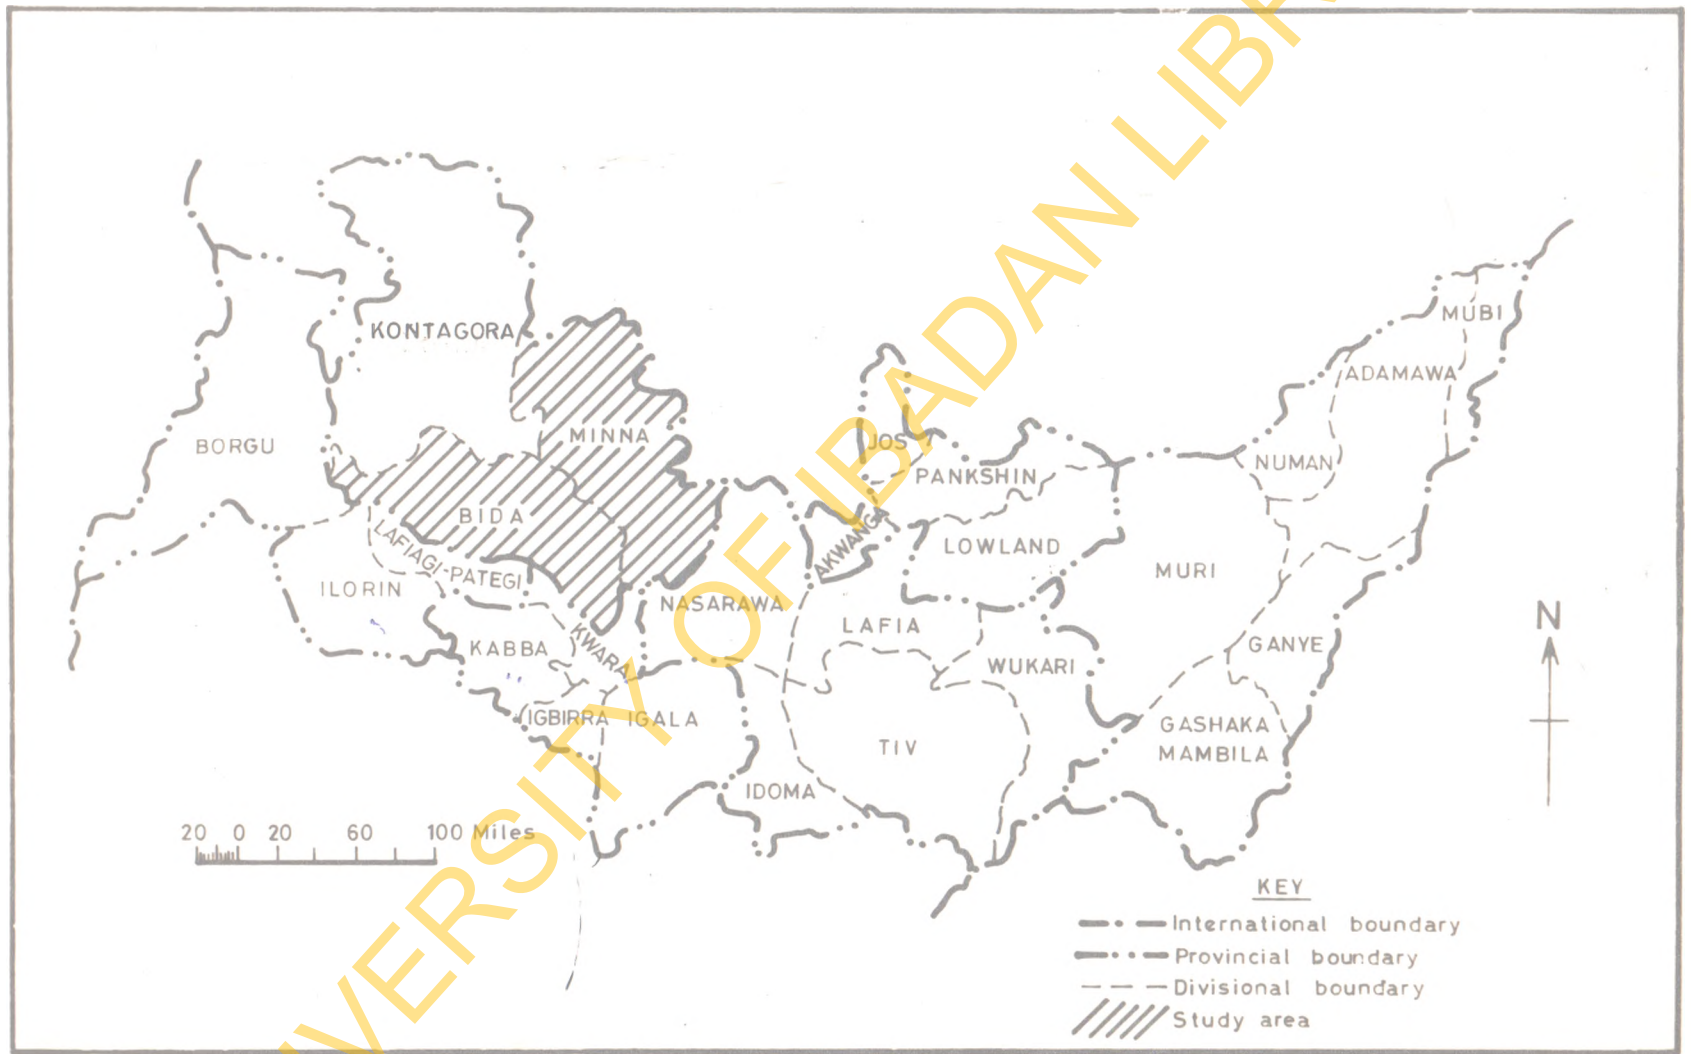 KONTAGORA
MUBI
ADAMAWA
BORGU
MINNA
JOS
PANKSHIN
NUMAN
BIDA
LAFIAGI-PATEGI
AKWANGA
LOWLAND
MURI
ILORIN
NASARAWA
LAFIA
KABBA
KWARA
WUKARI
GANYE
IGBIRRA
IGALA
TIV
GASHAKA
MAMBILA
IDOMA
N
20 0 20 60 100 Miles
KEY
International boundary
Provincial boundary
Divisional boundary
Study area
IVERSITY OF IBADAN LIBR